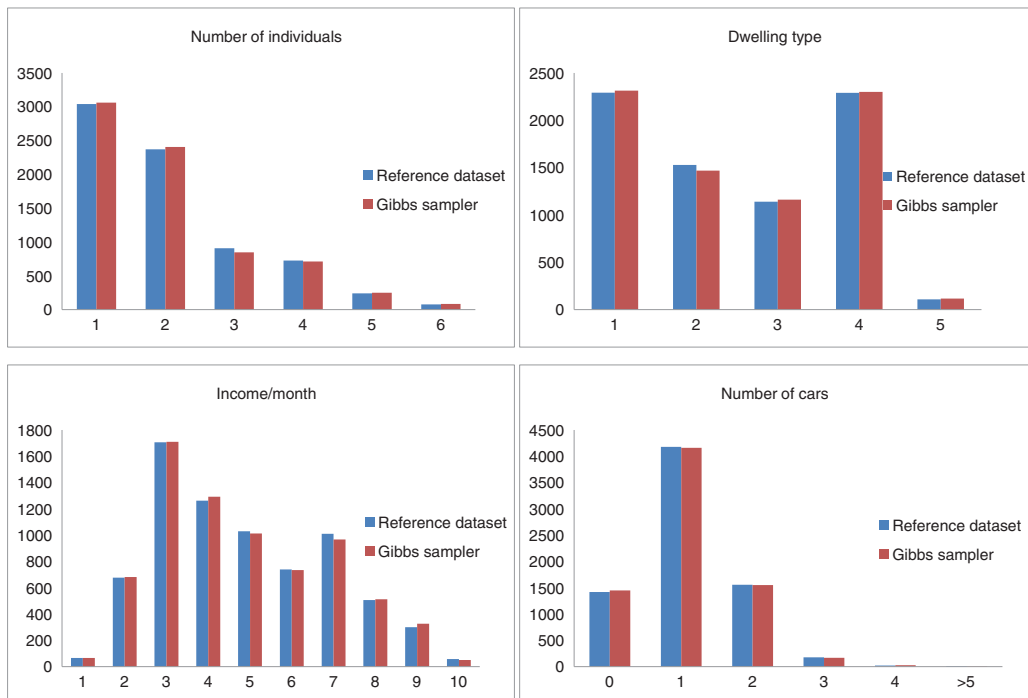 Number of individuals
3500
3000
2500
2000
1500
1000
500
0
1 2 3 4 5 6
Reference dataset
Gibbs sampler
Dwelling type
2500
2000
1500
1000
500
0
1 2 3 4 5
Reference dataset
Gibbs sampler
Income/month
1800
1600
1400
1200
1000
800
600
400
200
0
1 2 3 4 5 6 7 8 9 10
Reference dataset
Gibbs sampler
Number of cars
4500
4000
3500
3000
2500
2000
1500
1000
500
0
0 1 2 3 4 >5
Reference dataset
Gibbs sampler